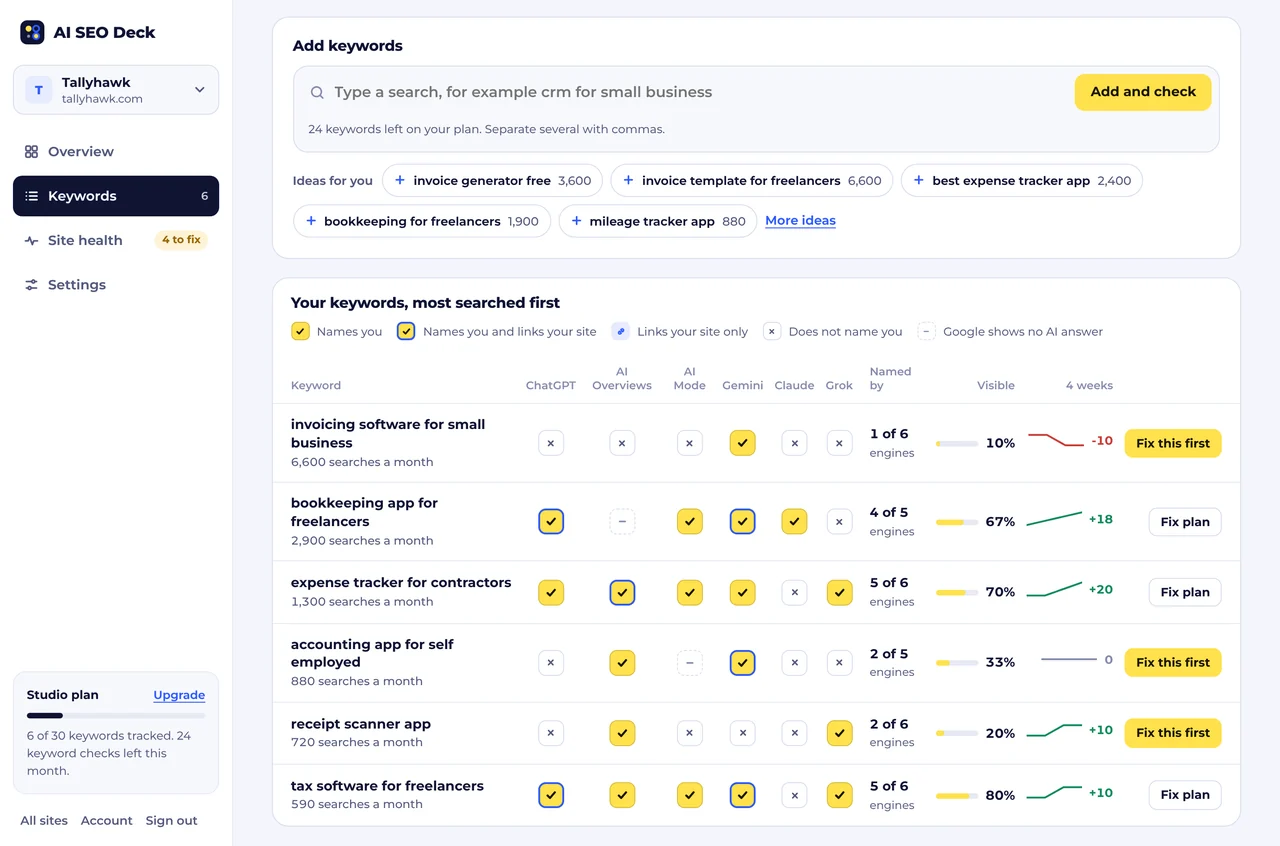 AI SEO Deck
T
Tallyhawk
tallyhawk.com
Overview
Keywords 6
Site health 4 to fix
Settings
Studio plan Upgrade
6 of 30 keywords tracked. 24
keyword checks left this
month.
All sites Account Sign out
Add keywords
Type a search, for example crm for small business
Add and check
24 keywords left on your plan. Separate several with commas.
Ideas for you + invoice generator free 3,600 + invoice template for freelancers 6,600 + best expense tracker app 2,400
+ bookkeeping for freelancers 1,900 + mileage tracker app 880 More ideas
Your keywords, most searched first
Names you Names you and links your site Links your site only Does not name you Google shows no AI answer
Keyword ChatGPT AI Overviews AI Mode Gemini Claude Grok Named by Visible 4 weeks
invoicing software for small
business
6,600 searches a month
1 of 6
engines
10% -10 Fix this first
bookkeeping app for
freelancers
2,900 searches a month
4 of 5
engines
67% +18 Fix plan
expense tracker for contractors
1,300 searches a month
5 of 6
engines
70% +20 Fix plan
accounting app for self
employed
880 searches a month
2 of 5
engines
33% 0 Fix this first
receipt scanner app
720 searches a month
2 of 6
engines
20% +10 Fix this first
tax software for freelancers
590 searches a month
5 of 6
engines
80% +10 Fix plan